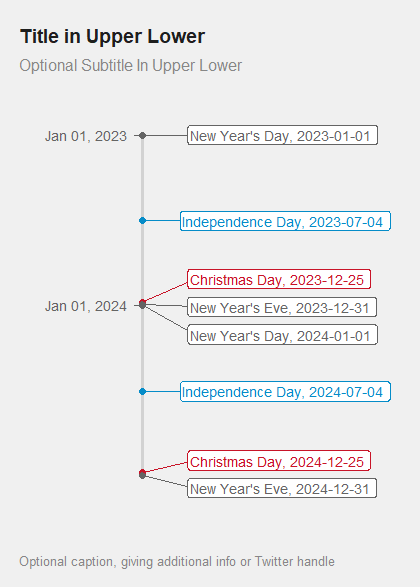 Title in Upper Lower
Optional Subtitle In Upper Lower
Jan 01, 2023
New Year's Day, 2023-01-01
Independence Day, 2023-07-04
Christmas Day, 2023-12-25
Jan 01, 2024
New Year's Eve, 2023-12-31
New Year's Day, 2024-01-01
Independence Day, 2024-07-04
Christmas Day, 2024-12-25
New Year's Eve, 2024-12-31
Optional caption, giving additional info or Twitter handle